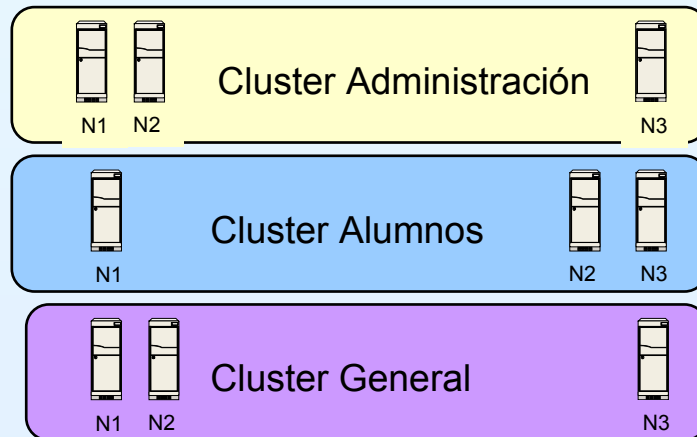 Cluster Administración
N1 N2 N3
Cluster Alumnos
N1 N2 N3
Cluster General
N1 N2 N3